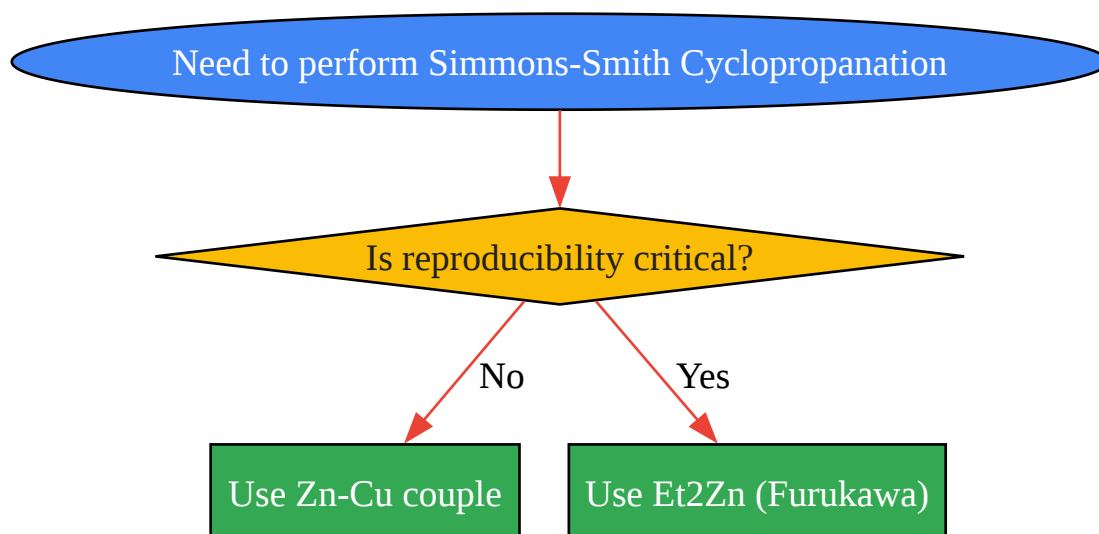 Need to perform Simmons-Smith Cyclopropanation
Is reproducibility critical?
No
Yes
Use Zn-Cu couple
Use Et2Zn (Furukawa)